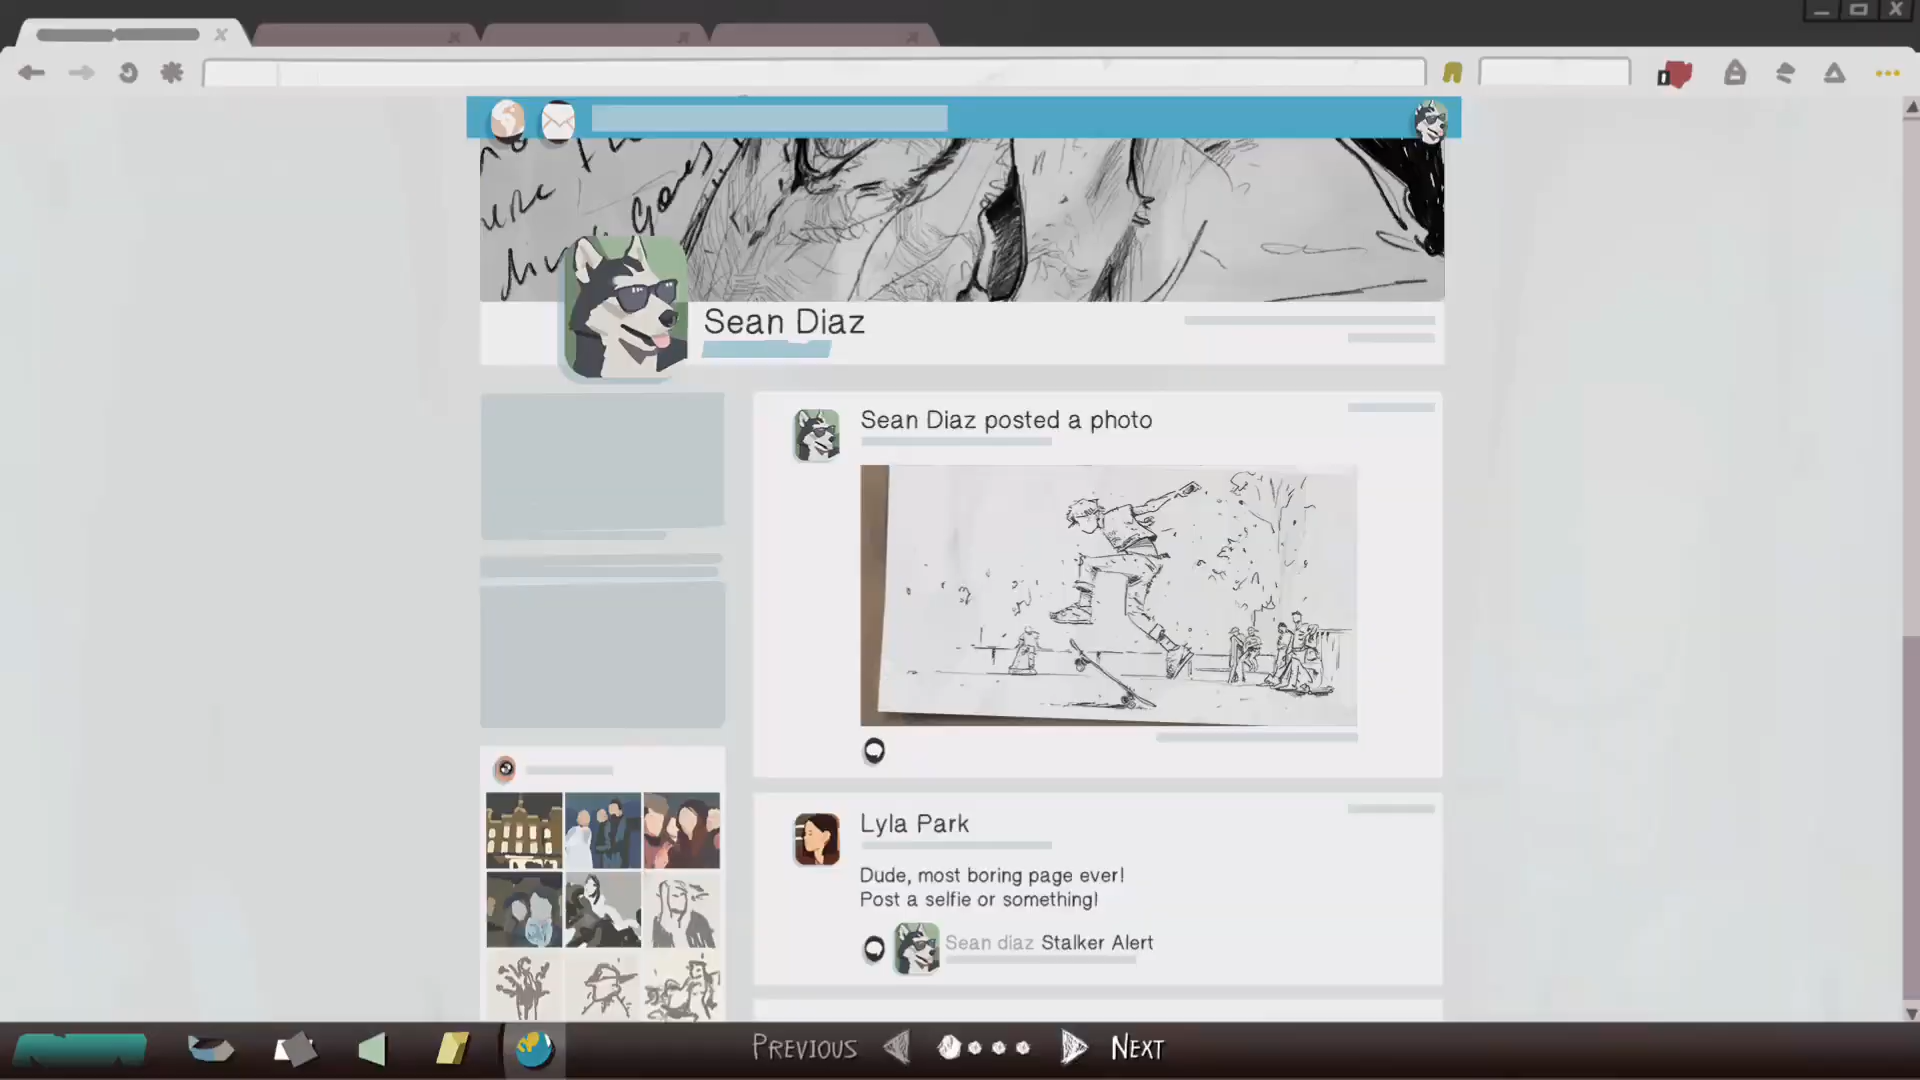 Games
Sean Diaz
Sean Diaz posted a photo
Lyla Park
Dude, most boring page ever!
Post a selfie or something!
Sean diaz Stalker Alert
PREVIOUS
NEXT